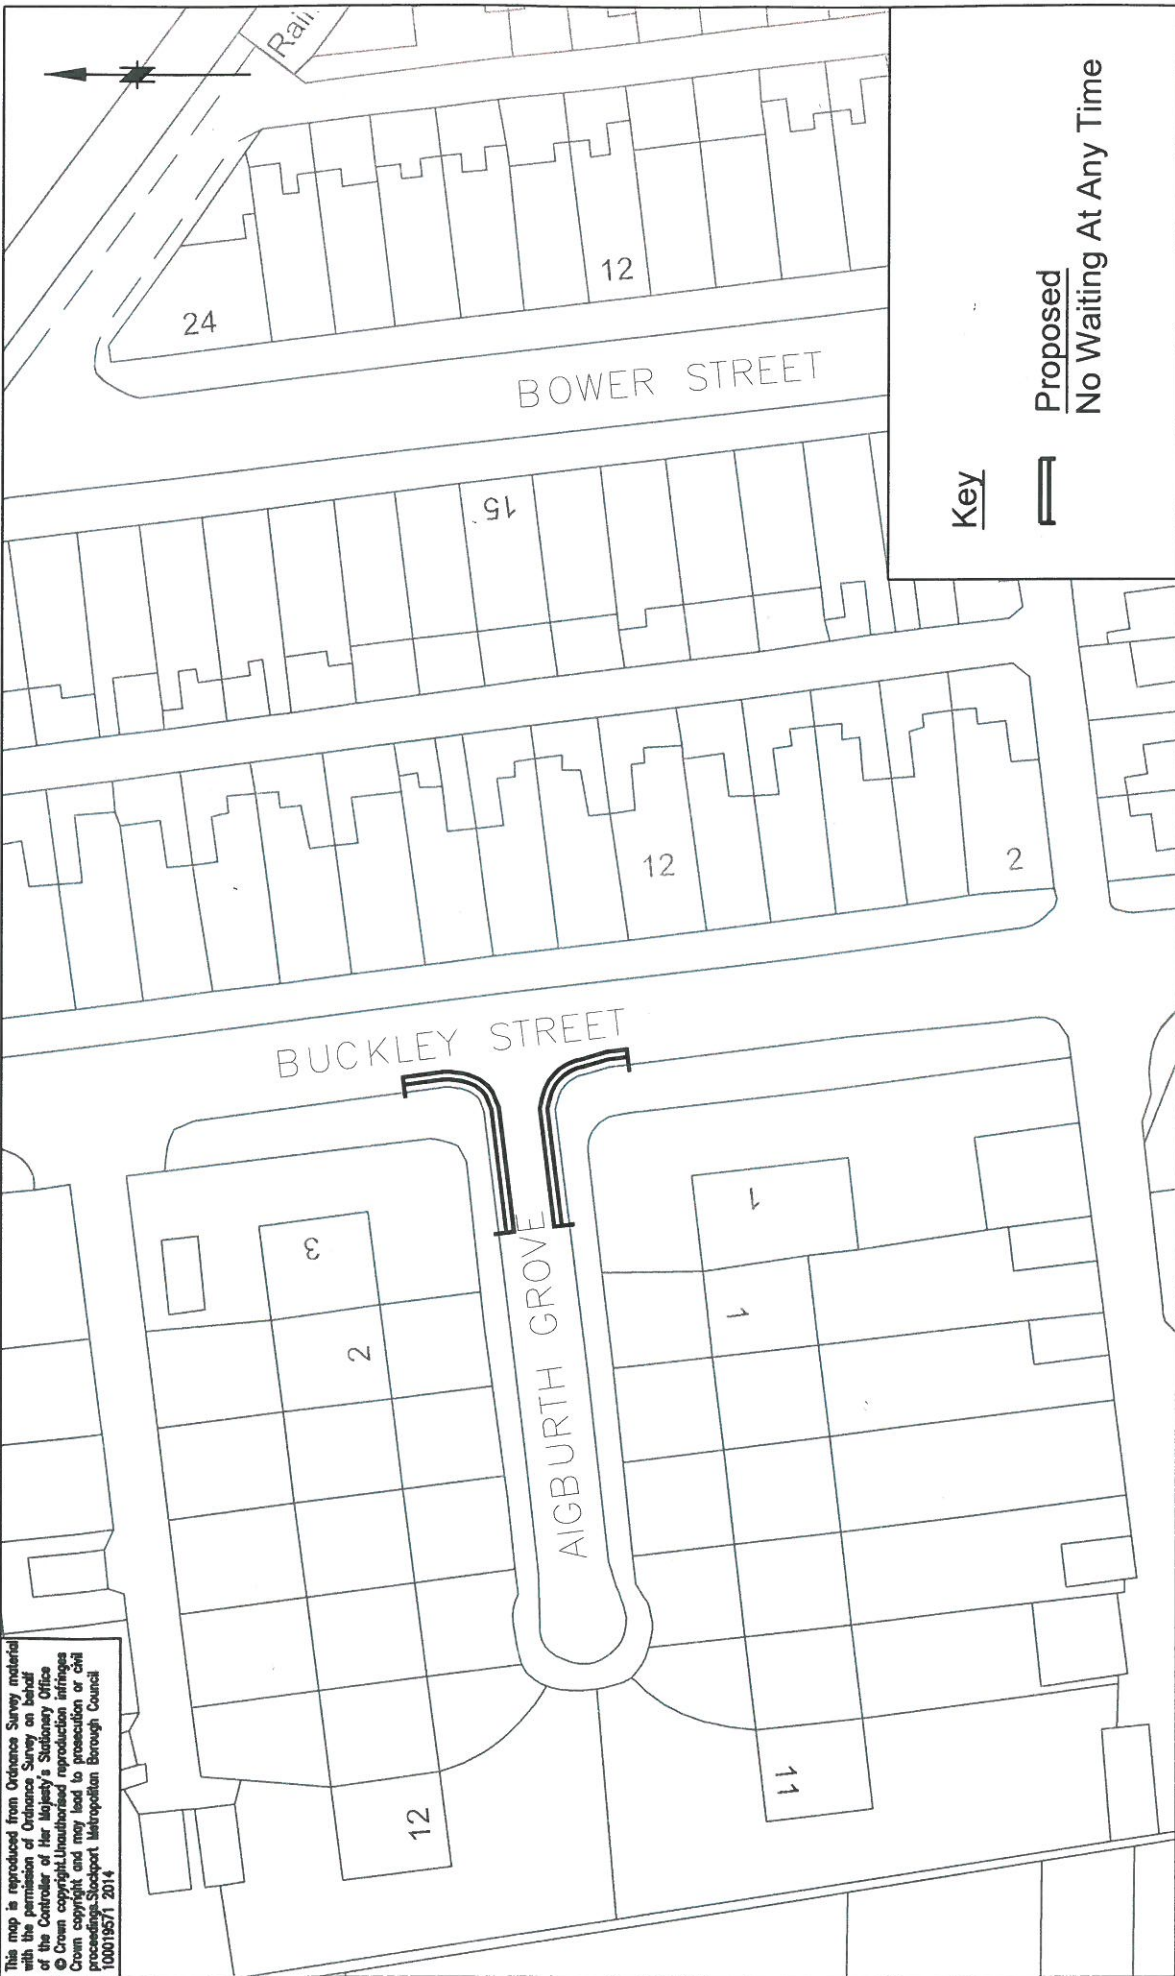 This map is reproduced from Ordnance Survey material
with the permission of Ordnance Survey on behalf
of the Controller of Her Majesty's Stationery Office
© Crown copyright.Unauthorised reproduction infringes
Crown copyright and may lead to prosecution or civil
proceedings.Stockport Metropolitan Borough Council
100019571 2014
Rail.
24
12
BOWER STREET
15
12
2
BUCKLEY STREET
3
2
AIGBURTH GROVE
1
1
12
11
Key
Proposed
No Waiting At Any Time